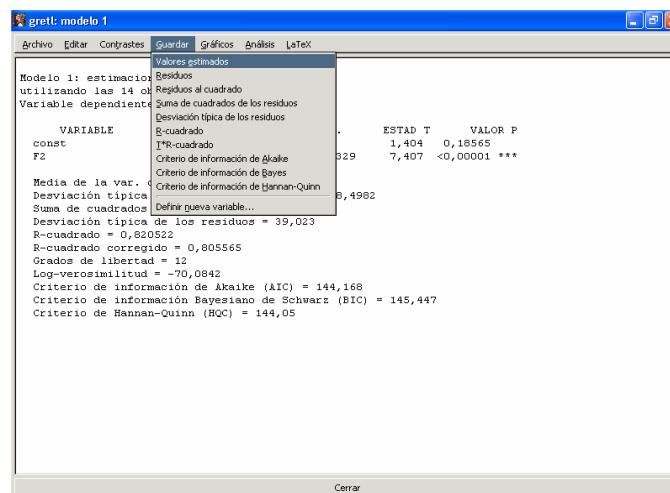 gretl: modelo 1
Archivo Editar Contrastes Guardar Gráficos Análisis LaTeX
Valores estimados
Residuos
Residuos al cuadrado
Suma de cuadrados de los residuos
Desviación típica de los residuos
R-cuadrado
T*R-cuadrado
Criterio de información de Akaike
Criterio de información de Bayes
Criterio de información de Hannan-Quinn
Definir nueva variable...
Modelo 1: estimacio
utilizando las 14 ob
Variable dependiente
VARIABLE . ESTAD T VALOR P
const 1,404 0,18565
F2 329 7,407 <0,00001 ***
Media de la var. d
Desviación típica 8,4982
Suma de cuadrados
Desviación típica de los residuos = 39,023
R-cuadrado = 0,820522
R-cuadrado corregido = 0,805565
Grados de libertad = 12
Log-verosimilitud = -70,0842
Criterio de información de Akaike (AIC) = 144,168
Criterio de información Bayesiano de Schwarz (BIC) = 145,447
Criterio de Hannan-Quinn (HQC) = 144,05
Cerrar